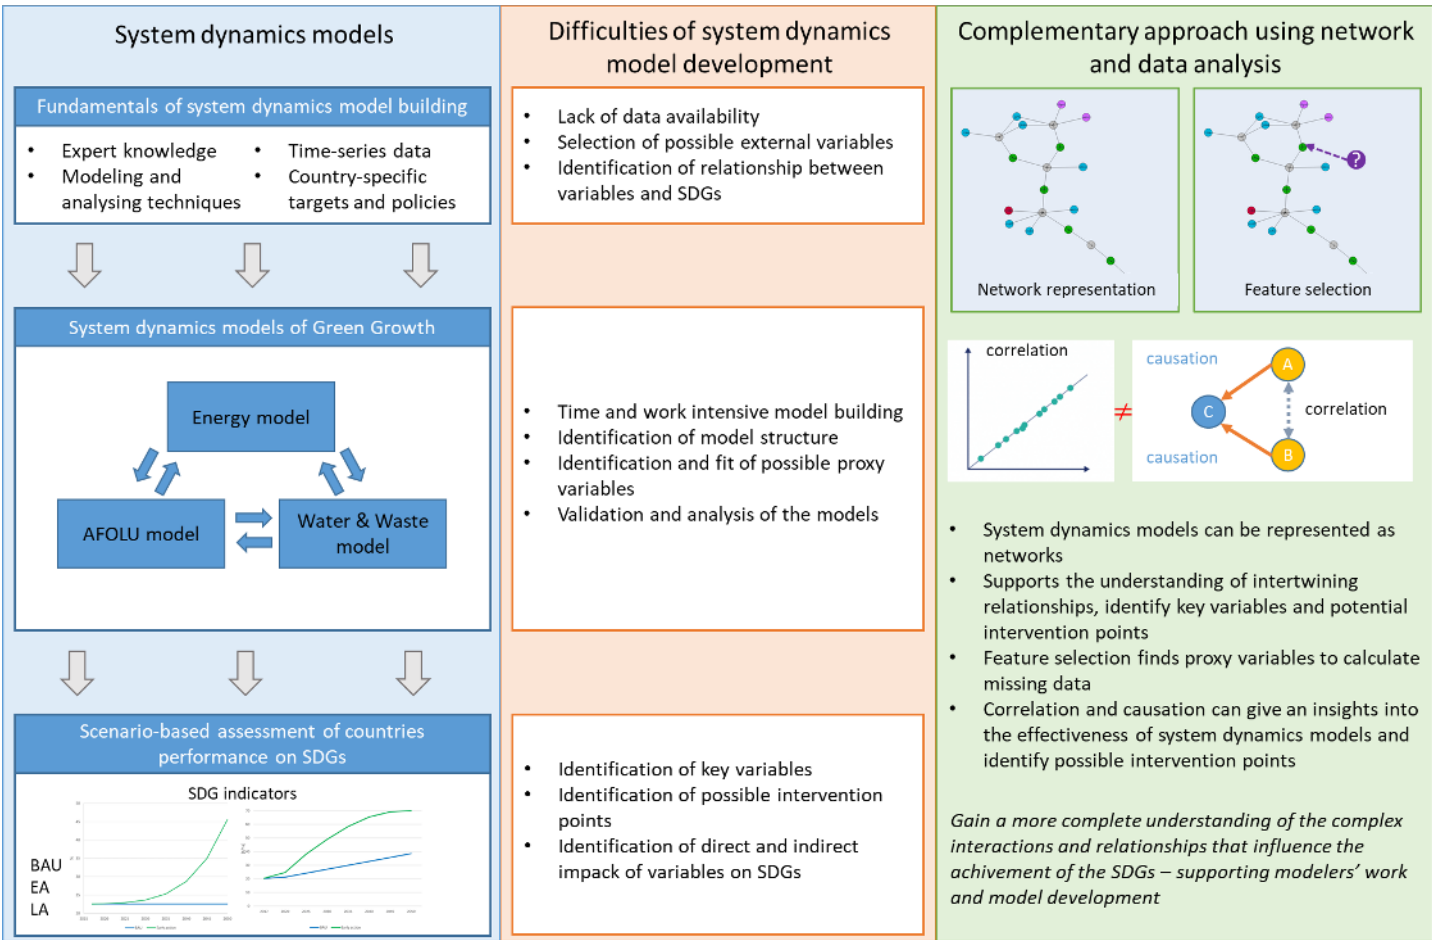 System dynamics models
Fundamentals of system dynamics model building
• Expert knowledge
• Modeling and
analysing techniques
• Time-series data
• Country-specific
targets and policies
System dynamics models of Green Growth
Energy model
AFOLU model
Water & Waste
model
Scenario-based assessment of countries
performance on SDGs
SDG indicators
BAU
EA
LA
Difficulties of system dynamics
model development
• Lack of data availability
• Selection of possible external variables
• Identification of relationship between
variables and SDGs
• Time and work intensive model building
• Identification of model structure
• Identification and fit of possible proxy
variables
• Validation and analysis of the models
• Identification of key variables
• Identification of possible intervention
points
• Identification of direct and indirect
impack of variables on SDGs
Complementary approach using network
and data analysis
Network representation
?
Feature selection
correlation
≠
causation
A
C
correlation
B
causation
• System dynamics models can be represented as
networks
• Supports the understanding of intertwining
relationships, identify key variables and potential
intervention points
• Feature selection finds proxy variables to calculate
missing data
• Correlation and causation can give an insights into
the effectiveness of system dynamics models and
identify possible intervention points
Gain a more complete understanding of the complex
interactions and relationships that influence the
achivement of the SDGs – supporting modelers’ work
and model development